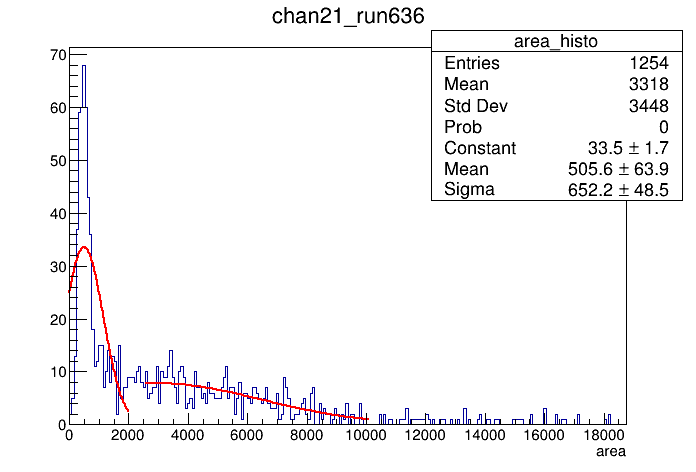 chan21_run636
area_histo
Entries 1254
Mean 3318
Std Dev 3448
Prob 0
Constant 33.5 ± 1.7
Mean 505.6 ± 63.9
Sigma 652.2 ± 48.5
70
60
50
40
30
20
10
0
0 2000 4000 6000 8000 10000 12000 14000 16000 18000
area